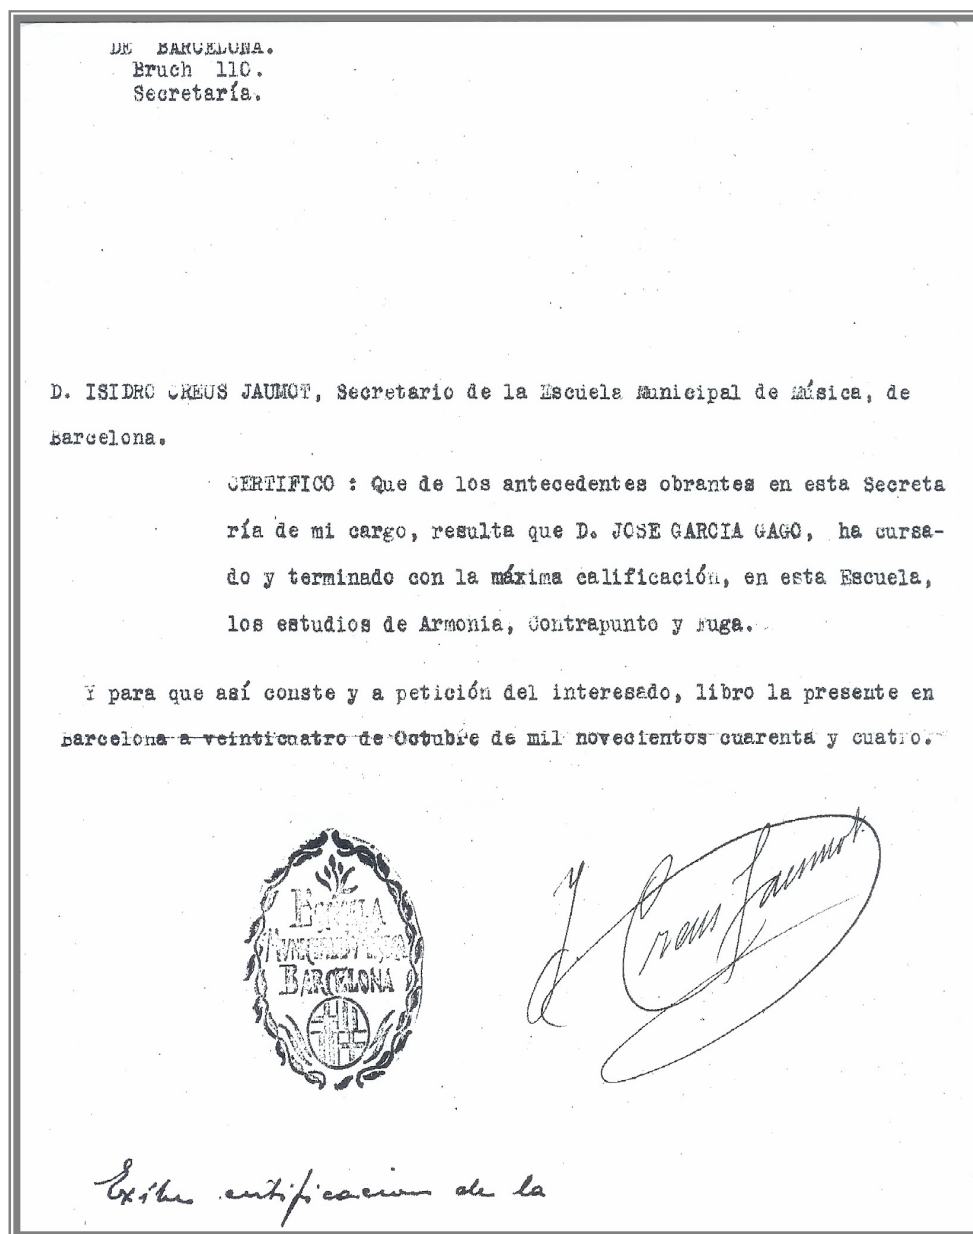 DE BARCELONA.
Bruch 110.
Secretaría.
D. ISIDRO CREUS JAUMOT, Secretario de la Escuela Municipal de Música, de
Barcelona.
CERTIFICO : Que de los antecedentes obrantes en esta Secreta
ría de mi cargo, resulta que D. JOSE GARCIA GAGO, ha cursa-
do y terminado con la máxima calificación, en esta Escuela,
los estudios de Armonia, Contrapunto y Fuga.
Y para que así conste y a petición del interesado, libro la presente en
Barcelona a veinticuatro de Octubre de mil novecientos cuarenta y cuatro.
ESCUELA
MUNICIPAL DE MÚSICA
BARCELONA
Y Creus Jaumot
certificacion de la